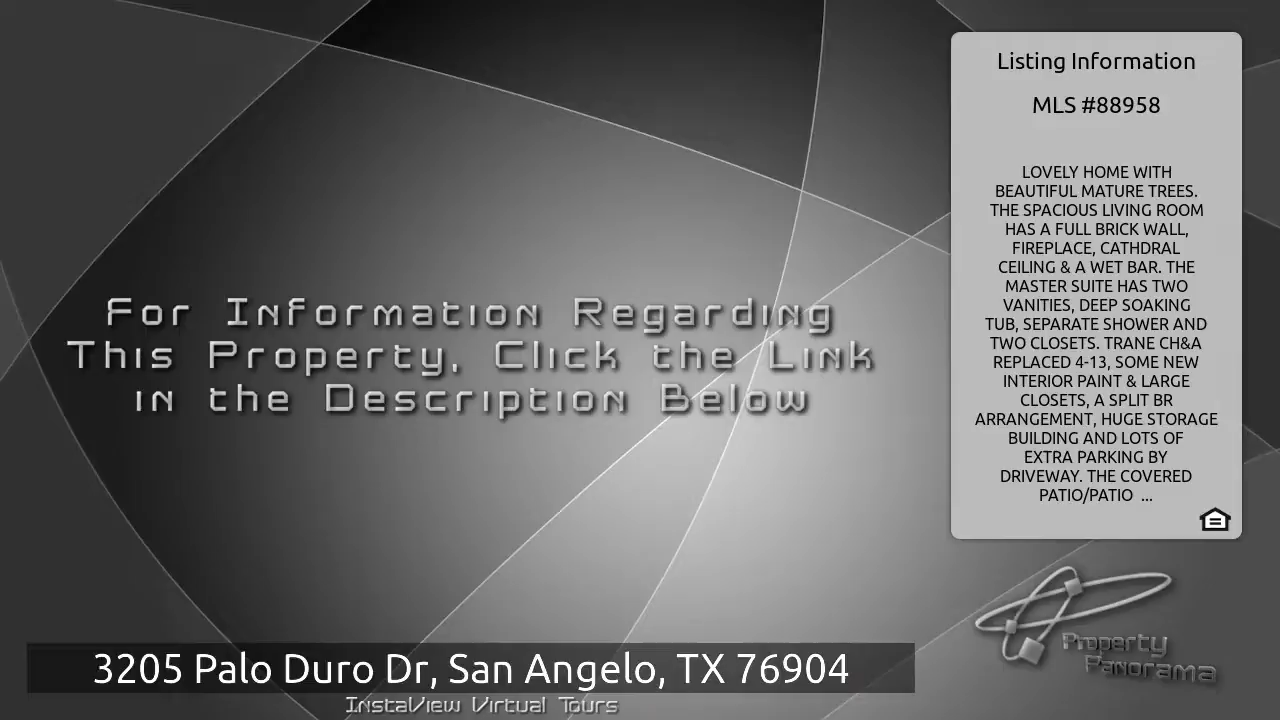 Listing Information
MLS #88958
LOVELY HOME WITH
BEAUTIFUL MATURE TREES.
THE SPACIOUS LIVING ROOM
HAS A FULL BRICK WALL,
FIREPLACE, CATHDRAL
CEILING & A WET BAR. THE
MASTER SUITE HAS TWO
VANITIES, DEEP SOAKING
TUB, SEPARATE SHOWER AND
TWO CLOSETS. TRANE CH&A
REPLACED 4-13, SOME NEW
INTERIOR PAINT & LARGE
CLOSETS, A SPLIT BR
ARRANGEMENT, HUGE STORAGE
BUILDING AND LOTS OF
EXTRA PARKING BY
DRIVEWAY. THE COVERED
PATIO/PATIO ...
For Information Regarding
This Property, Click the Link
in the Description Below
3205 Palo Duro Dr, San Angelo, TX 76904
InstaView Virtual Tours
Property
Panorama